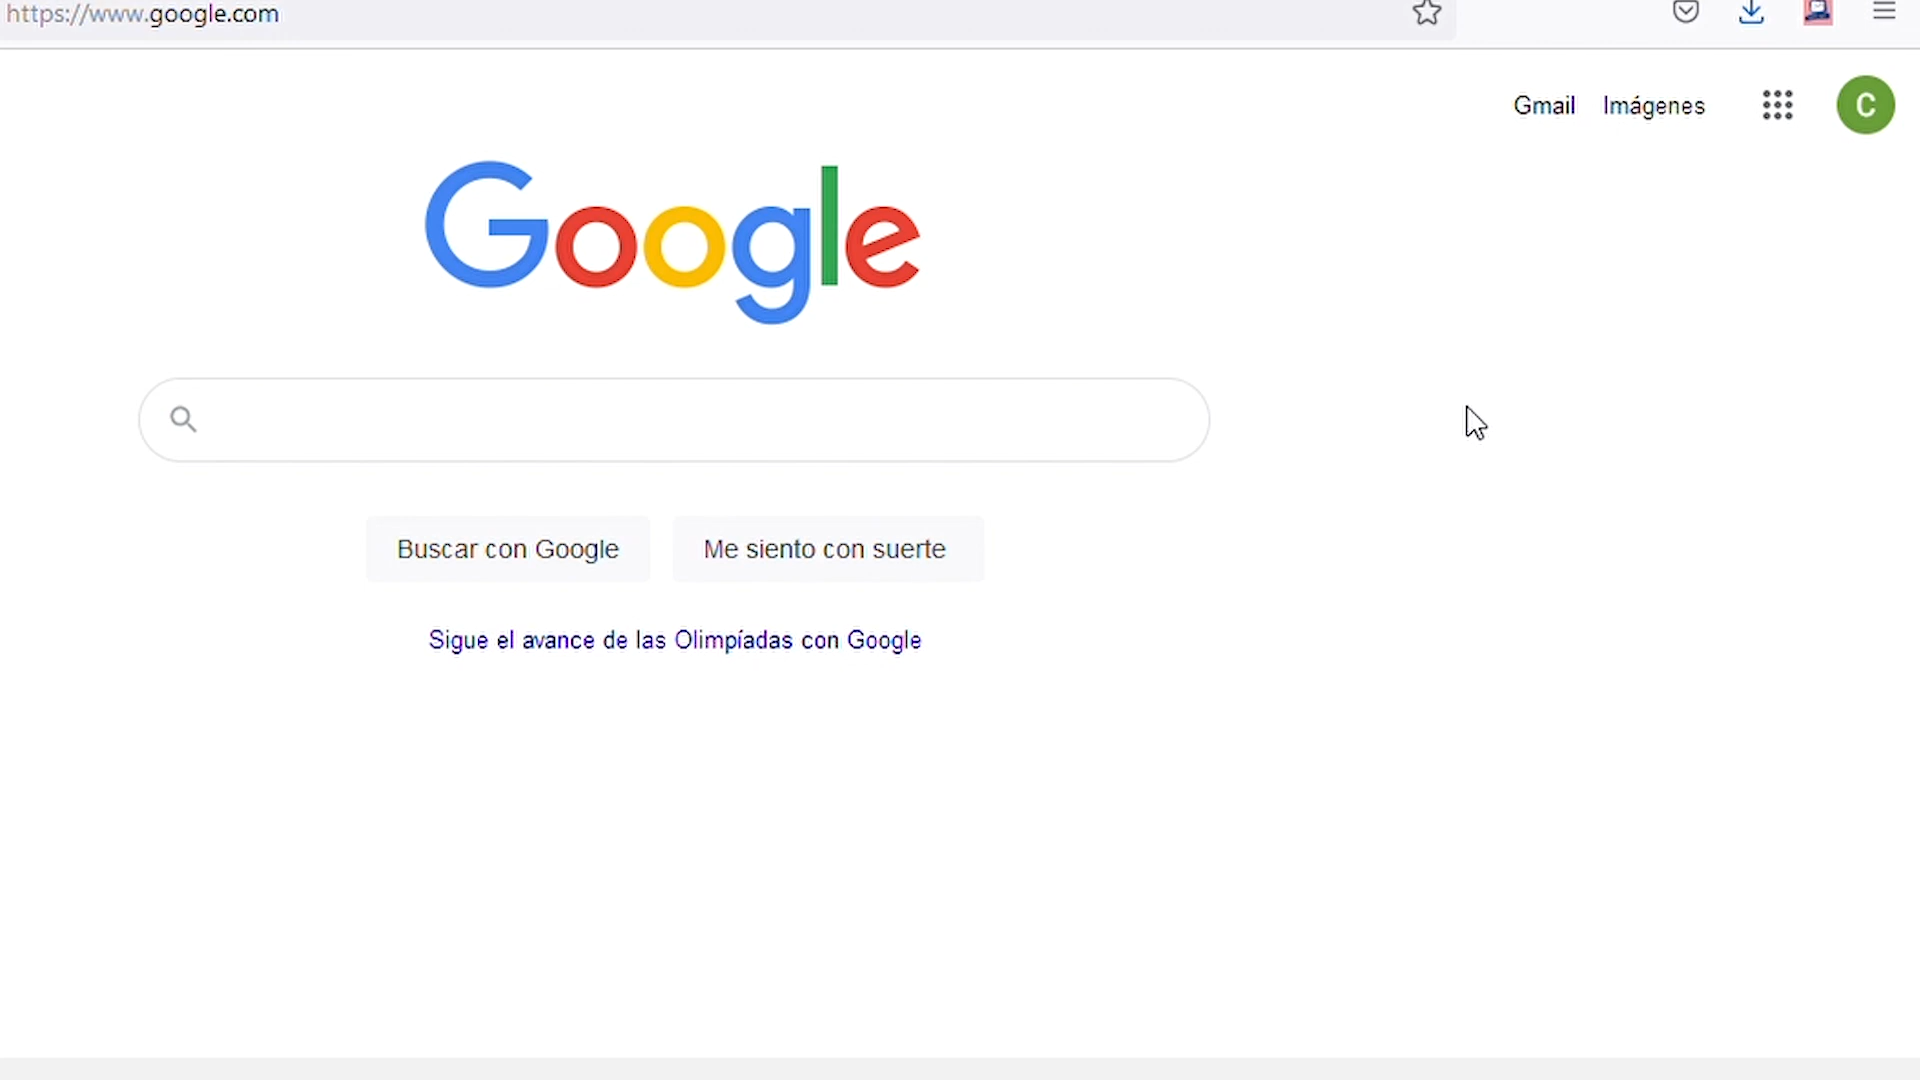 https://www.google.com
Gmail Imágenes C
Google
Buscar con Google Me siento con suerte
Sigue el avance de las Olimpíadas con Google